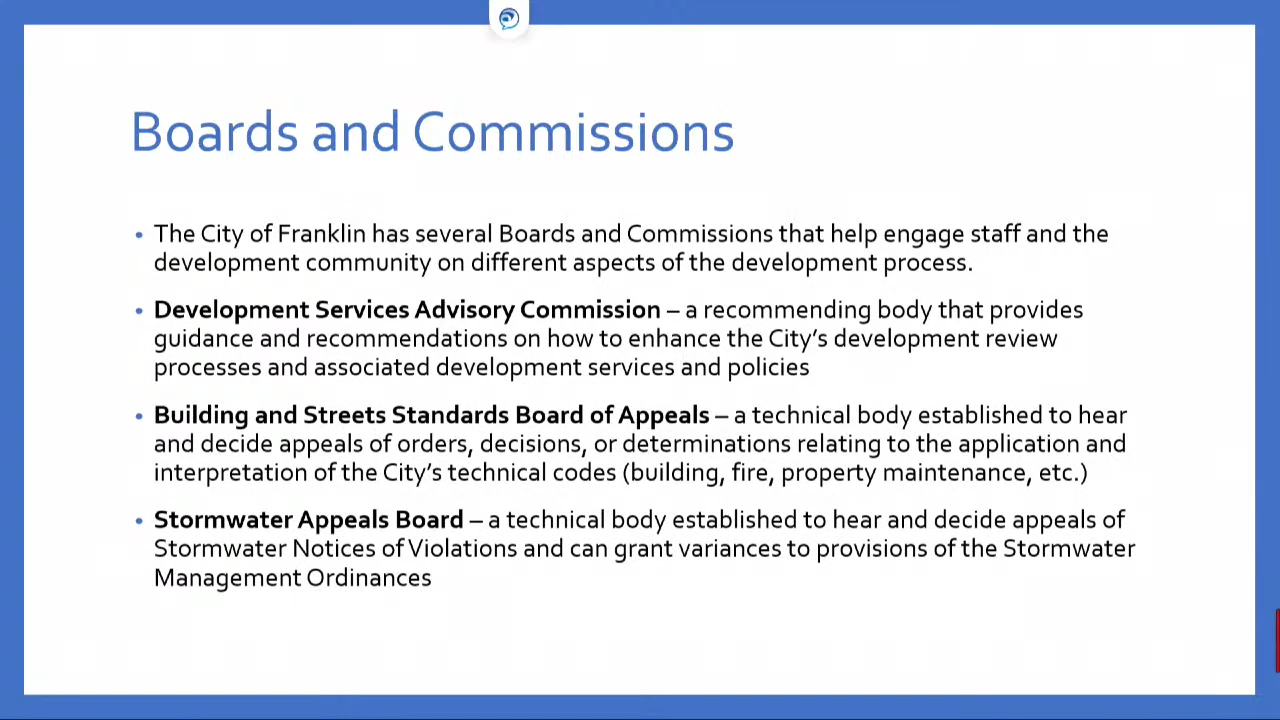 Boards and Commissions
• The City of Franklin has several Boards and Commissions that help engage staff and the
development community on different aspects of the development process.
• Development Services Advisory Commission – a recommending body that provides
guidance and recommendations on how to enhance the City’s development review
processes and associated development services and policies
• Building and Streets Standards Board of Appeals – a technical body established to hear
and decide appeals of orders, decisions, or determinations relating to the application and
interpretation of the City’s technical codes (building, fire, property maintenance, etc.)
• Stormwater Appeals Board – a technical body established to hear and decide appeals of
Stormwater Notices of Violations and can grant variances to provisions of the Stormwater
Management Ordinances